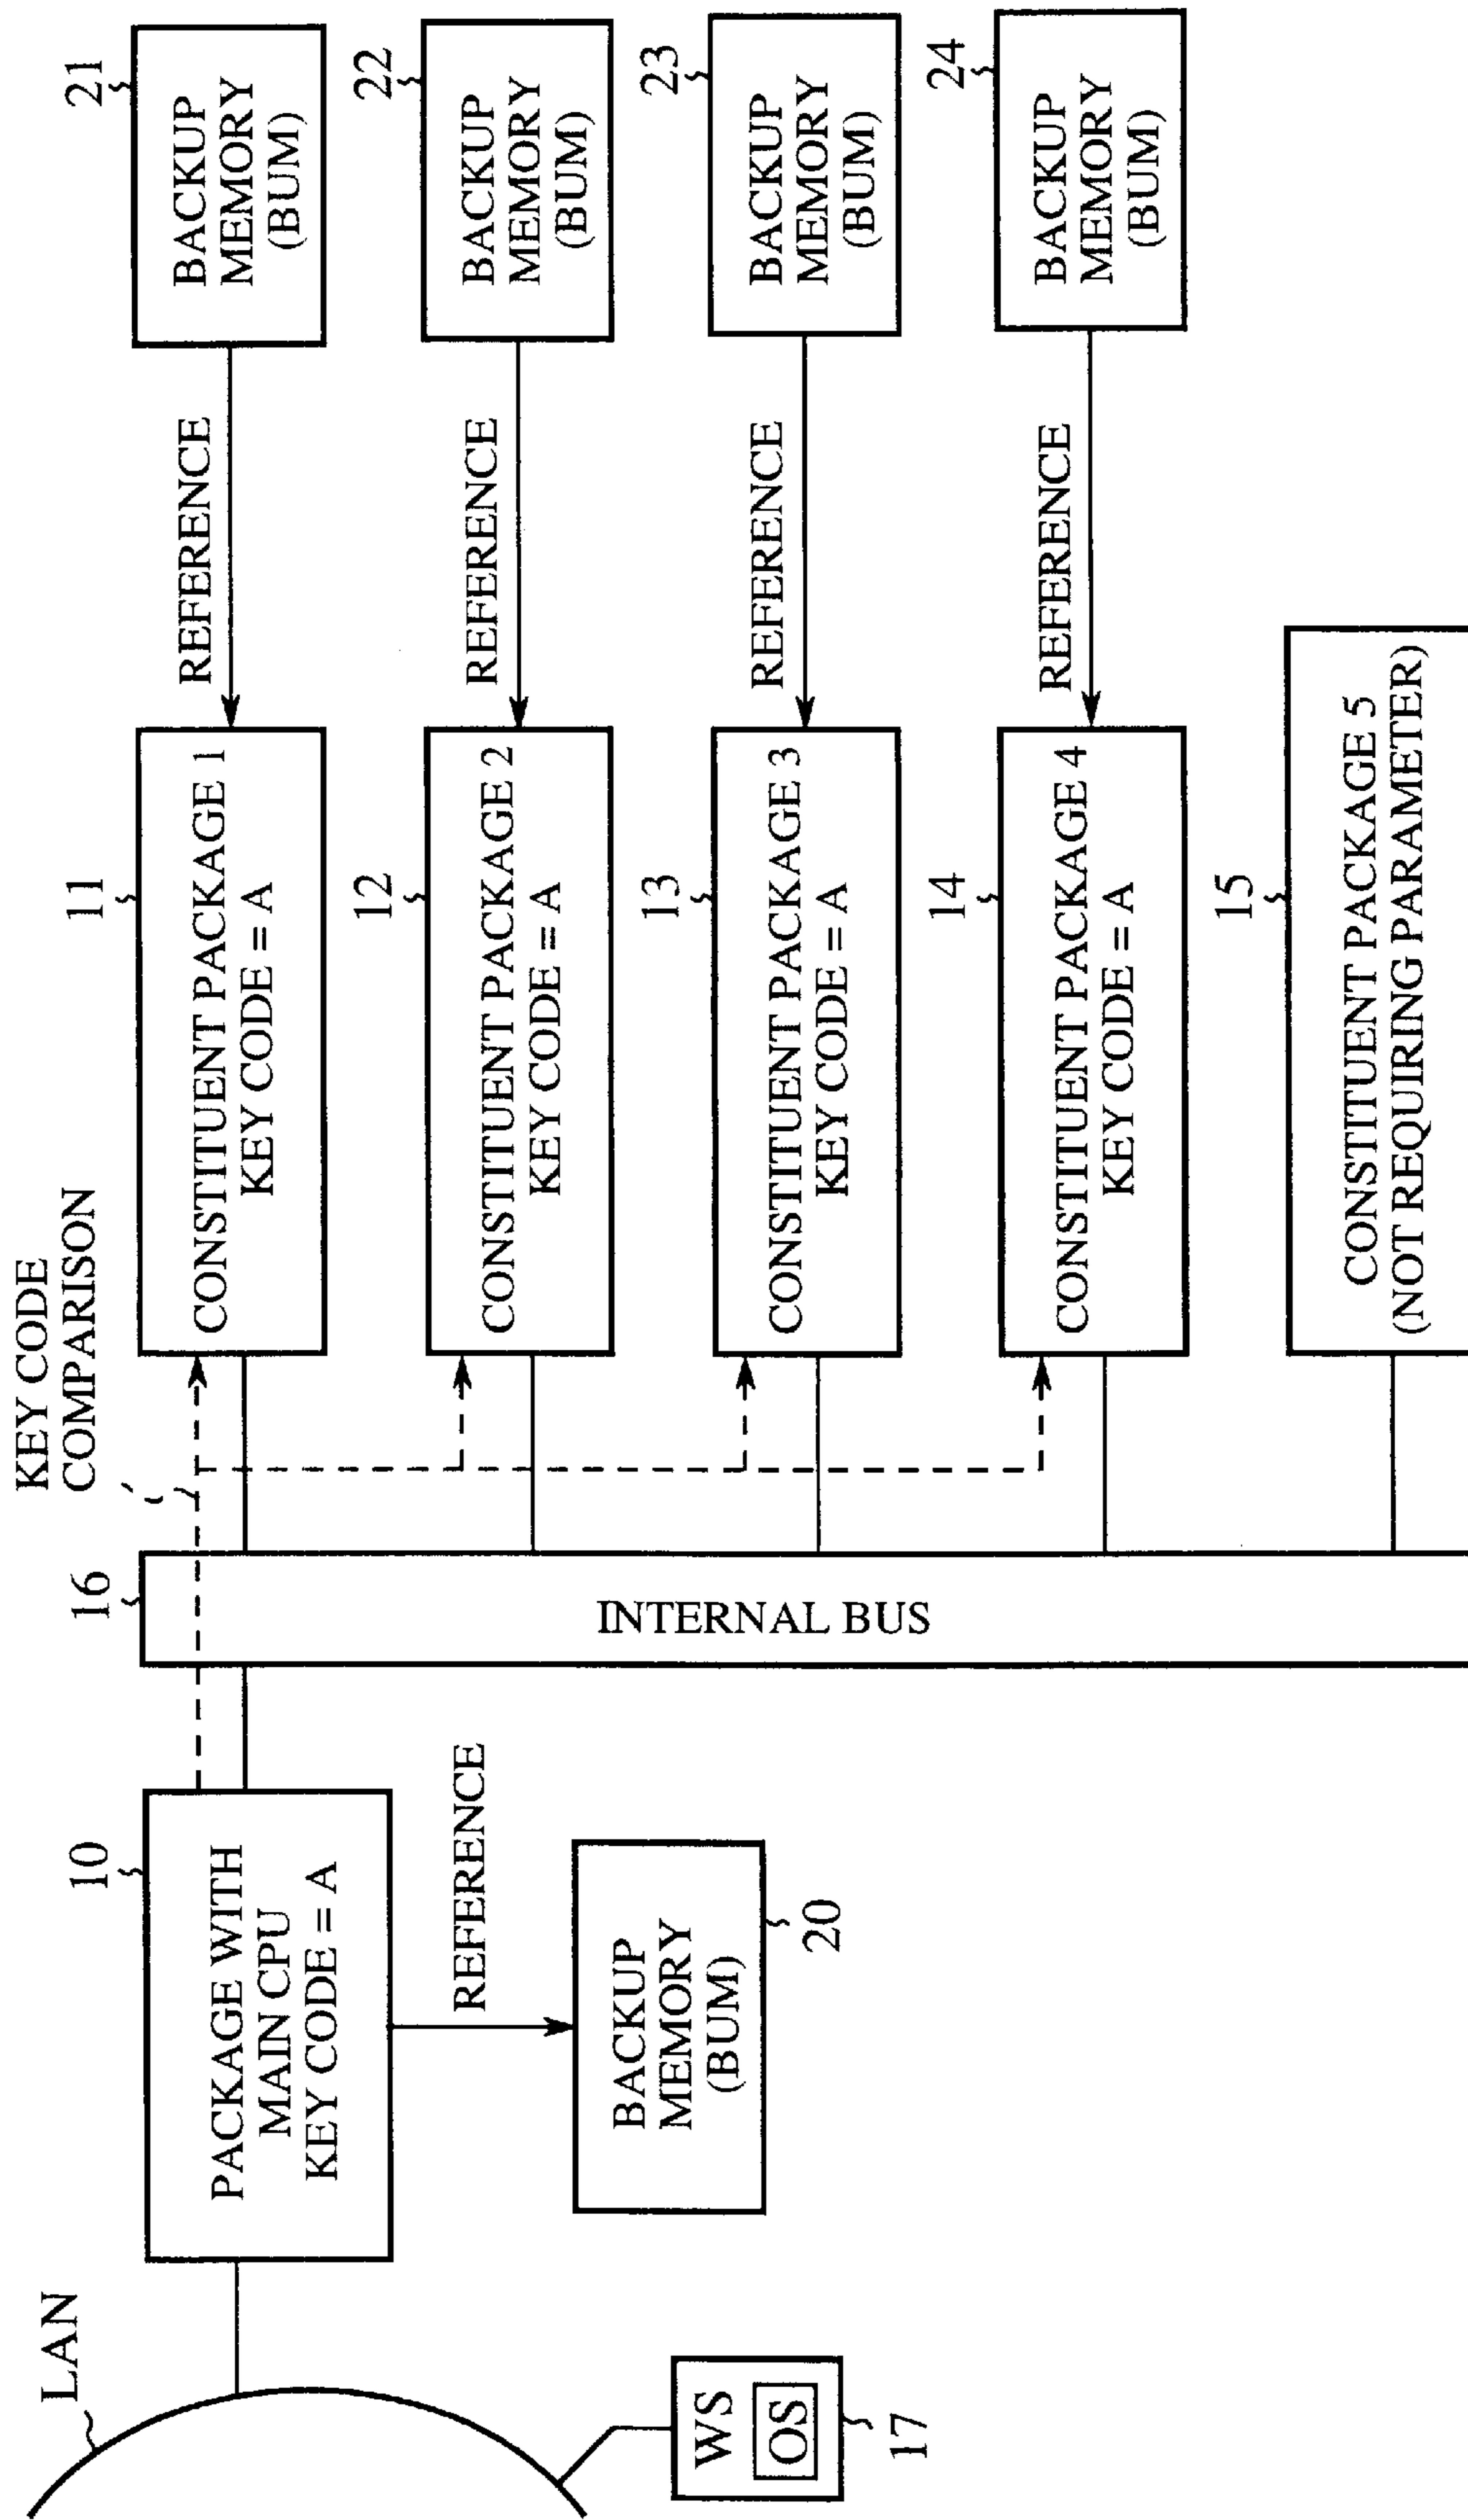 LAN
WS
OS
17
10
PACKAGE WITH
MAIN CPU
KEY CODE = A
REFERENCE
BACKUP
MEMORY
(BUM)
20
16
INTERNAL BUS
KEY CODE
COMPARISON
11
CONSTITUENT PACKAGE 1
KEY CODE = A
REFERENCE
21
BACKUP
MEMORY
(BUM)
12
CONSTITUENT PACKAGE 2
KEY CODE = A
REFERENCE
22
BACKUP
MEMORY
(BUM)
13
CONSTITUENT PACKAGE 3
KEY CODE = A
REFERENCE
23
BACKUP
MEMORY
(BUM)
14
CONSTITUENT PACKAGE 4
KEY CODE = A
REFERENCE
24
BACKUP
MEMORY
(BUM)
15
CONSTITUENT PACKAGE 5
(NOT REQUIRING PARAMETER)